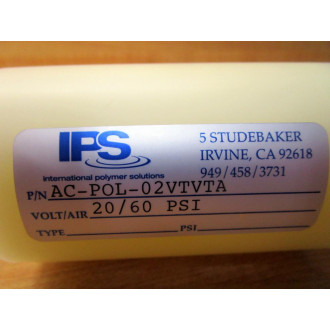 IPS
International polymer solutions
5 STUDEBAKER
IRVINE, CA 92618
949/458/3731
P/N AC-POL-02VTVTA
VOLT/AIR 20/60 PSI
TYPE PSI